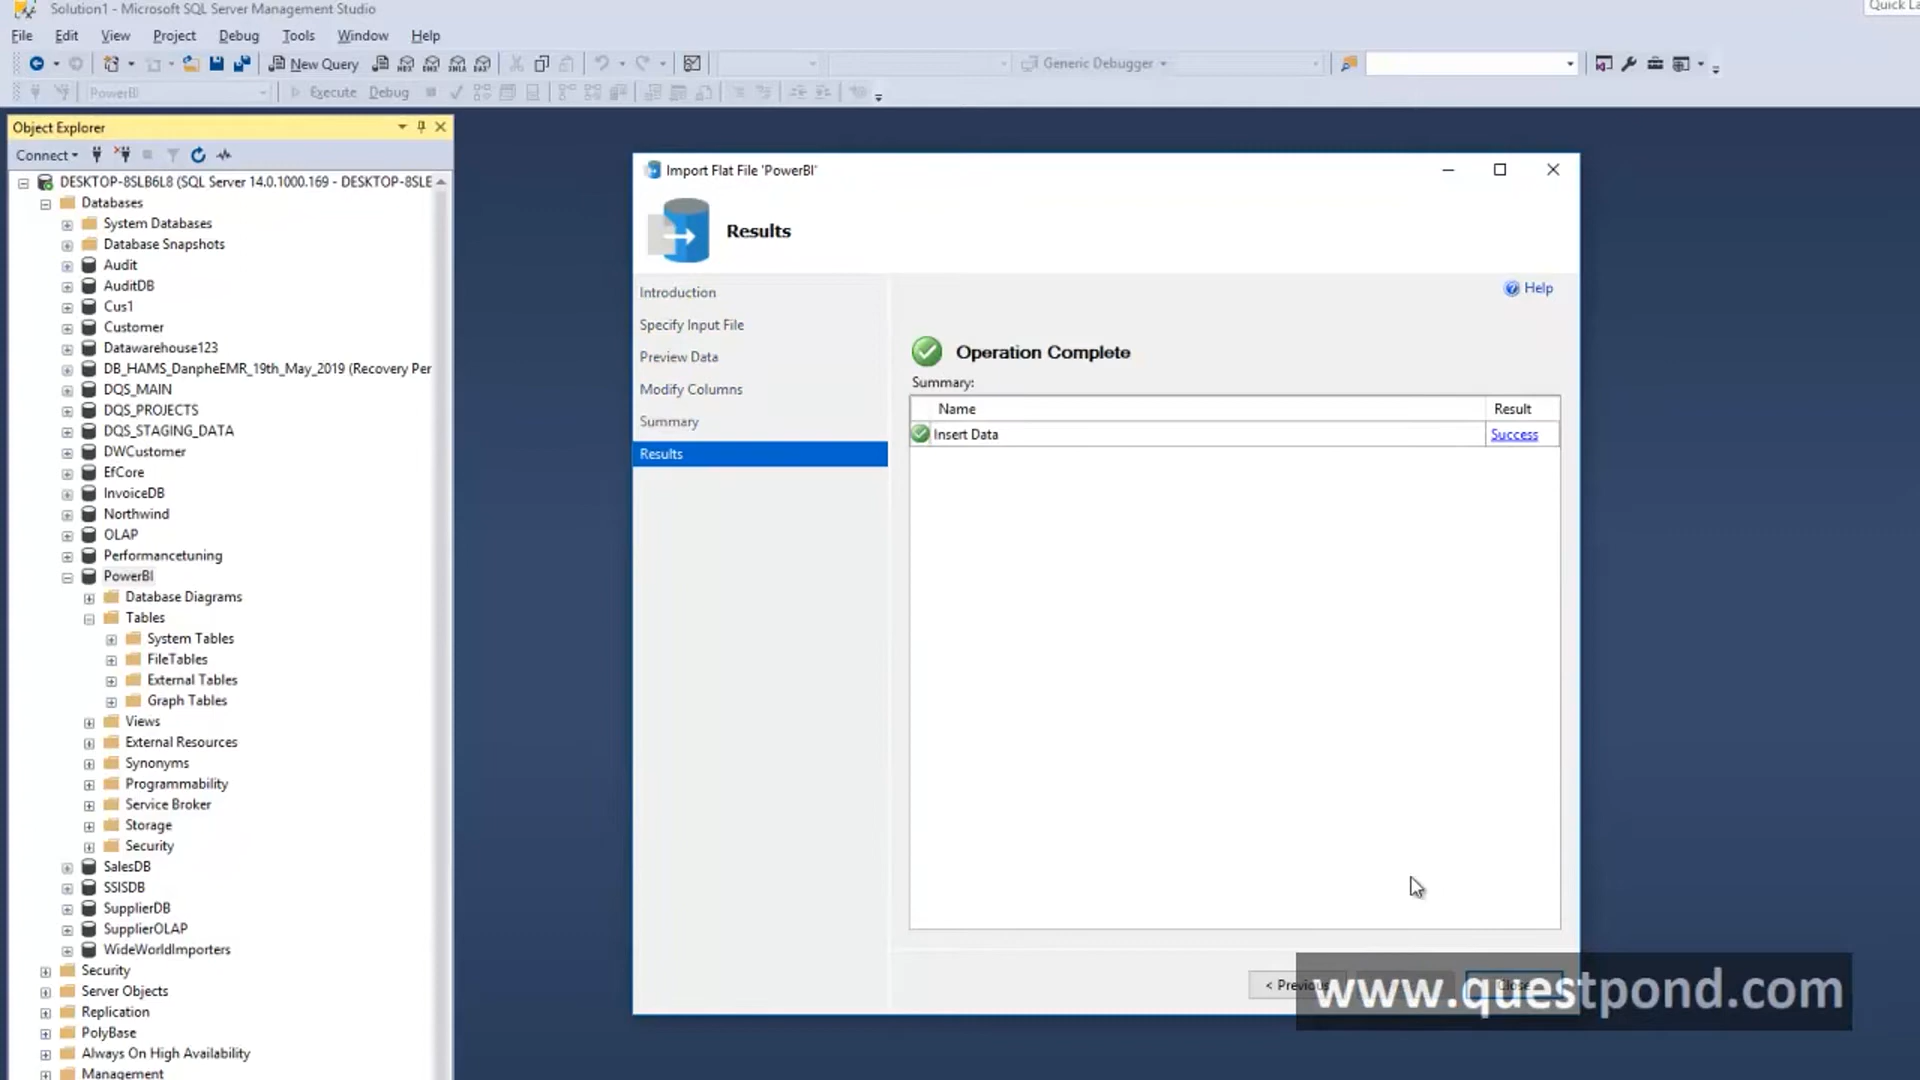 Solution1 - Microsoft SQL Server Management Studio
File Edit View Project Debug Tools Window Help
New Query
Generic Debugger
PowerBI
Execute Debug
Object Explorer
Connect
DESKTOP-8SLB6L8 (SQL Server 14.0.1000.169 - DESKTOP-8SLE
Databases
System Databases
Database Snapshots
Audit
AuditDB
Cus1
Customer
Datawarehouse123
DB_HAMS_DanpheEMR_19th_May_2019 (Recovery Per
DQS_MAIN
DQS_PROJECTS
DQS_STAGING_DATA
DWCustomer
EfCore
InvoiceDB
Northwind
OLAP
Performancetuning
PowerBI
Database Diagrams
Tables
System Tables
FileTables
External Tables
Graph Tables
Views
External Resources
Synonyms
Programmability
Service Broker
Storage
Security
SalesDB
SSISDB
SupplierDB
SupplierOLAP
WideWorldImporters
Security
Server Objects
Replication
PolyBase
Always On High Availability
Management
Import Flat File 'PowerBI'
Results
Introduction
Specify Input File
Preview Data
Modify Columns
Summary
Results
Help
Operation Complete
Summary:
Name Result
Insert Data Success
< Previous
Close
www.questpond.com